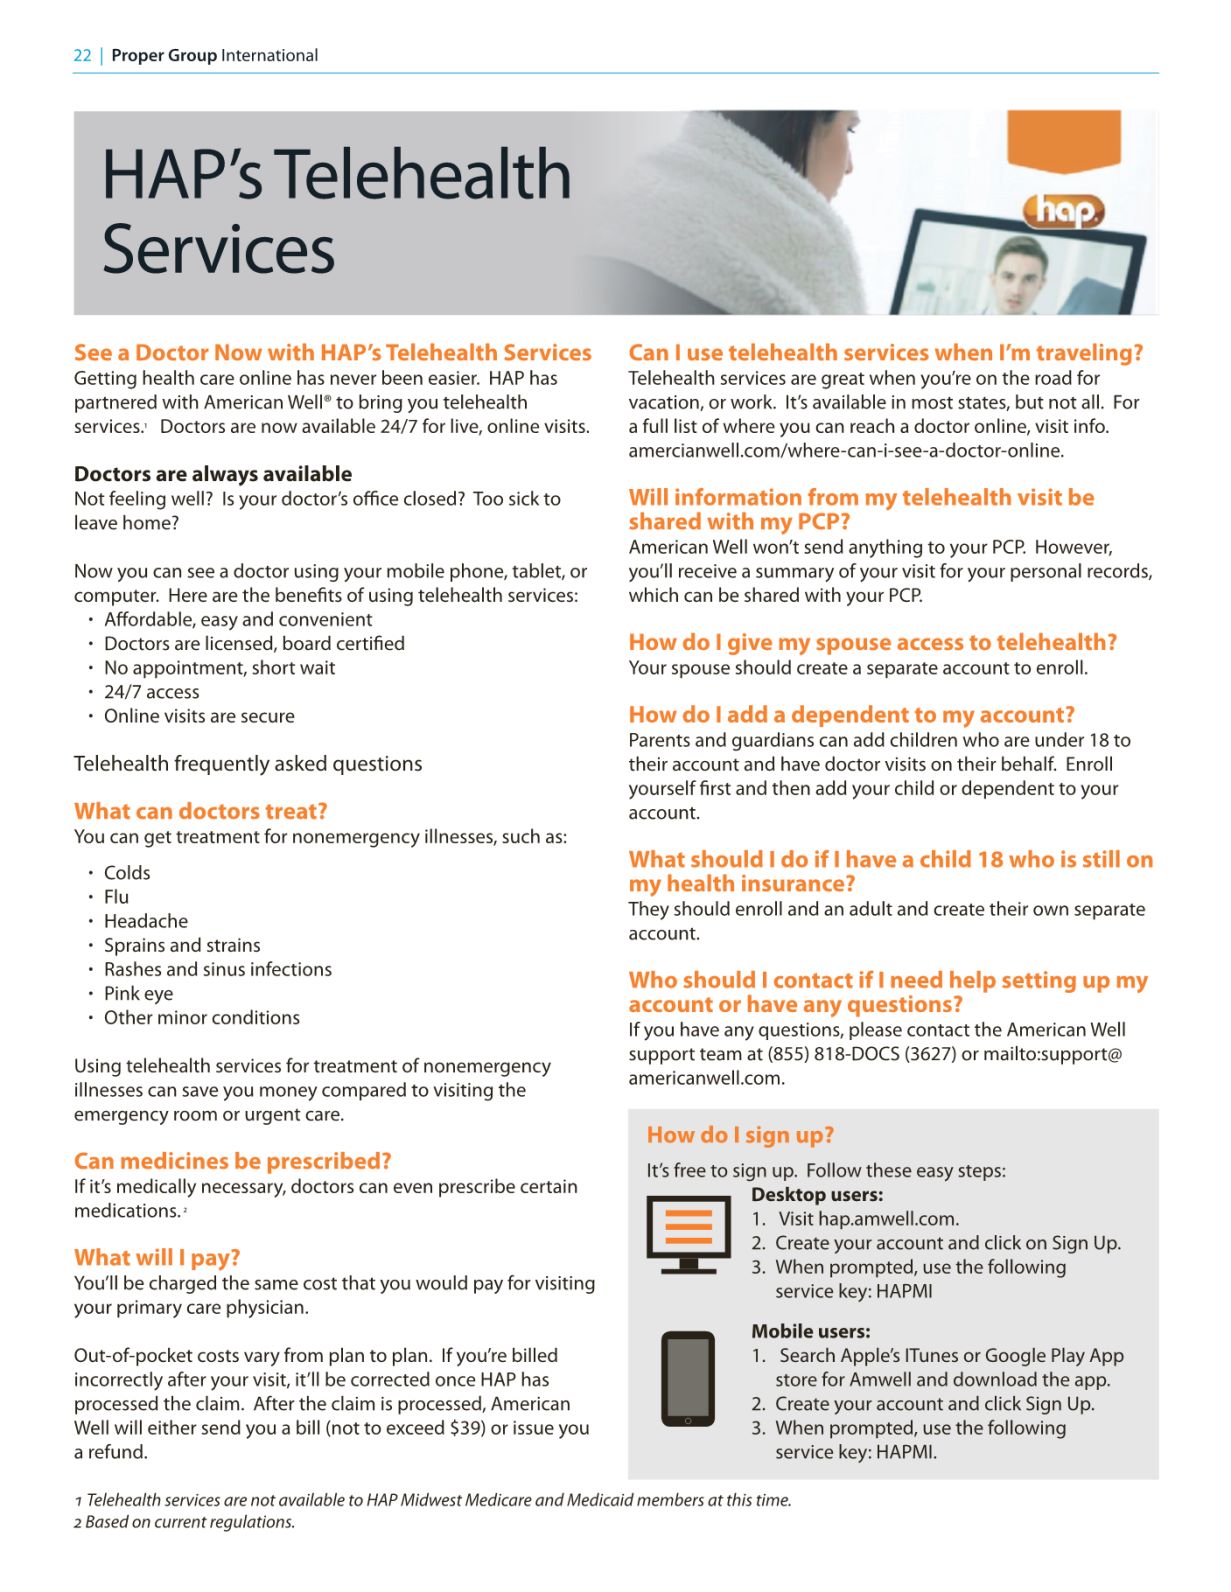 22 | Proper Group International
HAP’s Telehealth
Services
hap.
See a Doctor Now with HAP’s Telehealth Services
Getting health care online has never been easier.  HAP has
partnered with American Well® to bring you telehealth
services.¹   Doctors are now available 24/7 for live, online visits.
Doctors are always available
Not feeling well?  Is your doctor’s office closed?  Too sick to
leave home?
Now you can see a doctor using your mobile phone, tablet, or
computer.  Here are the benefits of using telehealth services:
• Affordable, easy and convenient
• Doctors are licensed, board certified
• No appointment, short wait
• 24/7 access
• Online visits are secure
Telehealth frequently asked questions
What can doctors treat?
You can get treatment for nonemergency illnesses, such as:
• Colds
• Flu
• Headache
• Sprains and strains
• Rashes and sinus infections
• Pink eye
• Other minor conditions
Using telehealth services for treatment of nonemergency
illnesses can save you money compared to visiting the
emergency room or urgent care.
Can medicines be prescribed?
If it’s medically necessary, doctors can even prescribe certain
medications.²
What will I pay?
You’ll be charged the same cost that you would pay for visiting
your primary care physician.
Out-of-pocket costs vary from plan to plan.  If you’re billed
incorrectly after your visit, it’ll be corrected once HAP has
processed the claim.  After the claim is processed, American
Well will either send you a bill (not to exceed $39) or issue you
a refund.
Can I use telehealth services when I’m traveling?
Telehealth services are great when you’re on the road for
vacation, or work.  It’s available in most states, but not all.  For
a full list of where you can reach a doctor online, visit info.
amercianwell.com/where-can-i-see-a-doctor-online.
Will information from my telehealth visit be
shared with my PCP?
American Well won’t send anything to your PCP.  However,
you’ll receive a summary of your visit for your personal records,
which can be shared with your PCP.
How do I give my spouse access to telehealth?
Your spouse should create a separate account to enroll.
How do I add a dependent to my account?
Parents and guardians can add children who are under 18 to
their account and have doctor visits on their behalf.  Enroll
yourself first and then add your child or dependent to your
account.
What should I do if I have a child 18 who is still on
my health insurance?
They should enroll and an adult and create their own separate
account.
Who should I contact if I need help setting up my
account or have any questions?
If you have any questions, please contact the American Well
support team at (855) 818-DOCS (3627) or mailto:support@
americanwell.com.
How do I sign up?
It’s free to sign up.  Follow these easy steps:
Desktop users:
1.  Visit hap.amwell.com.
2.  Create your account and click on Sign Up.
3.  When prompted, use the following
service key: HAPMI
Mobile users:
1.  Search Apple’s ITunes or Google Play App
store for Amwell and download the app.
2.  Create your account and click Sign Up.
3.  When prompted, use the following
service key: HAPMI.
1 Telehealth services are not available to HAP Midwest Medicare and Medicaid members at this time.
2 Based on current regulations.